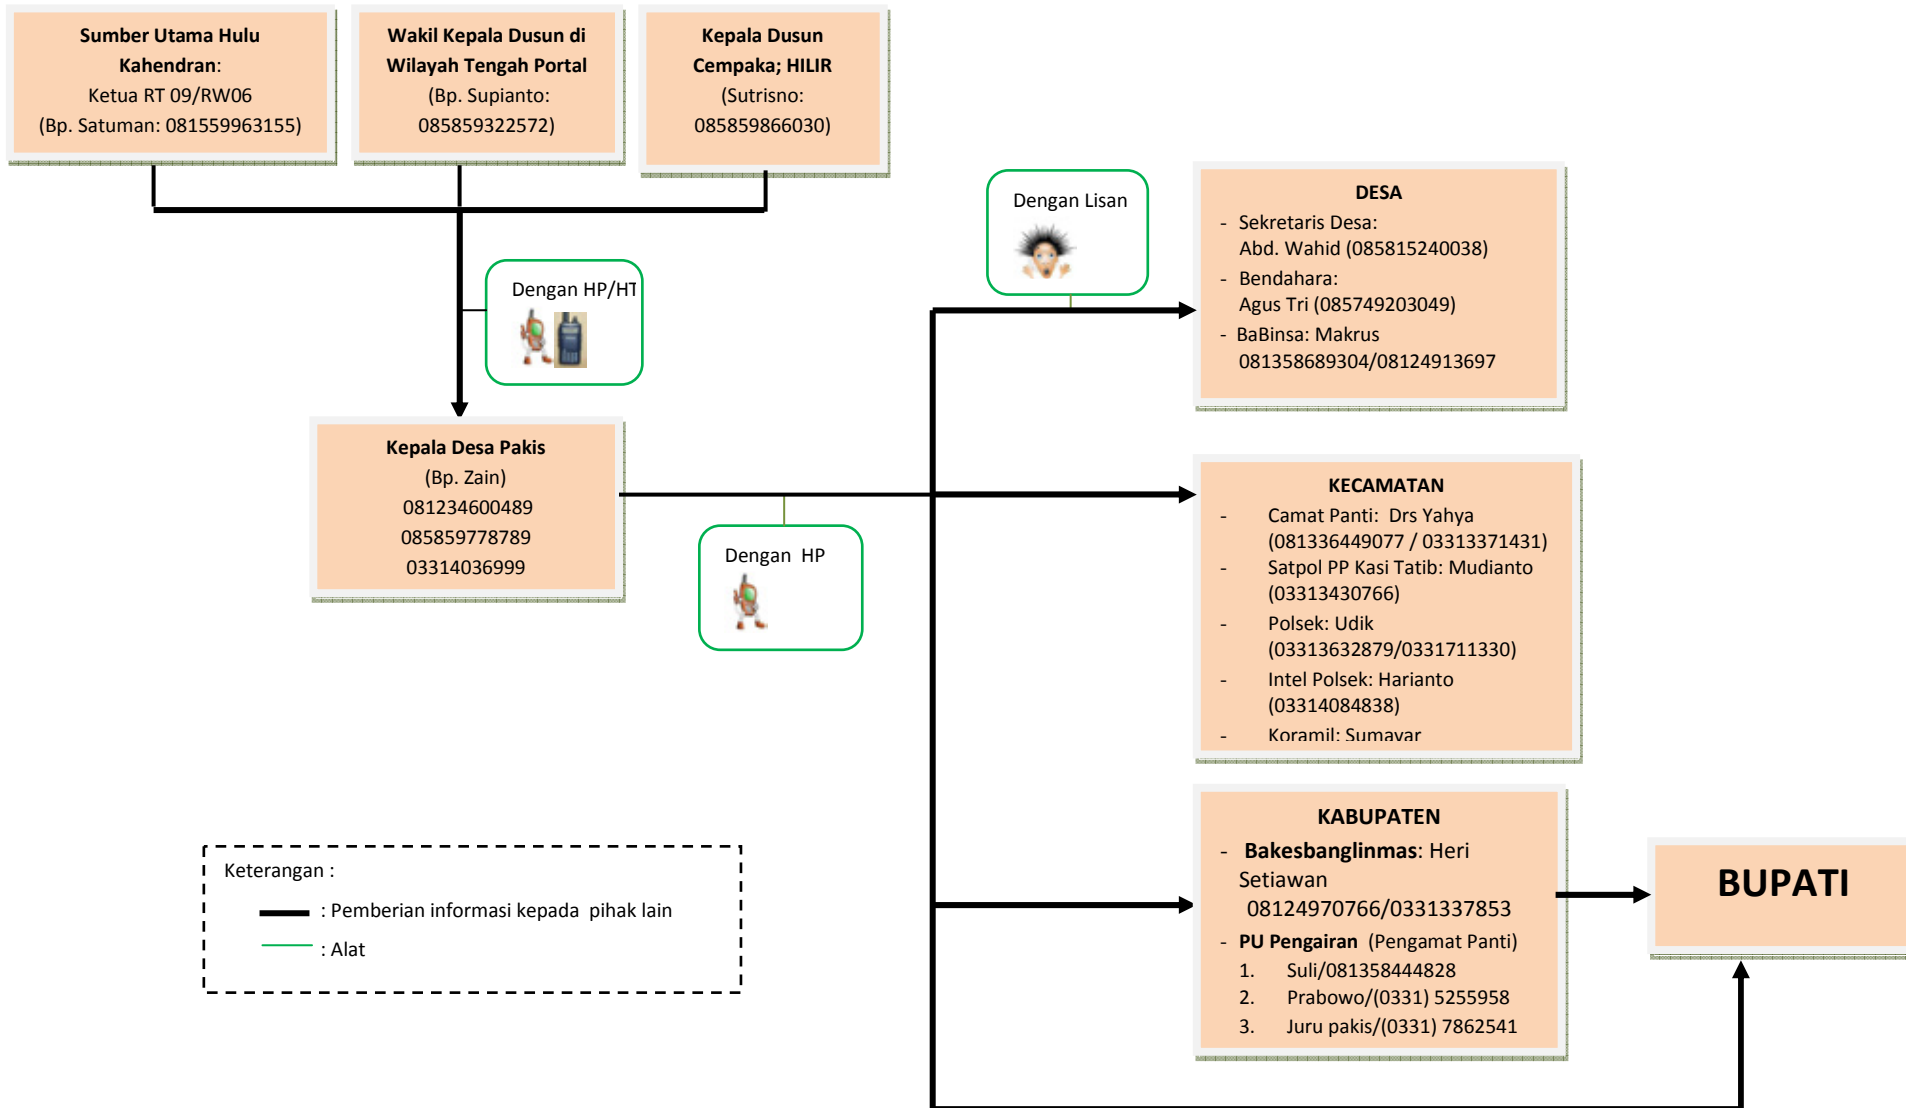 Sumber Utama Hulu
Kahendran:
Ketua RT 09/RW06
(Bp. Satuman: 081559963155)
Wakil Kepala Dusun di
Wilayah Tengah Portal
(Bp. Supianto:
085859322572)
Kepala Dusun
Cempaka; HILIR
(Sutrisno:
085859866030)
Dengan HP/HT
Kepala Desa Pakis
(Bp. Zain)
081234600489
085859778789
03314036999
Dengan HP
Dengan Lisan
DESA
- Sekretaris Desa:
Abd. Wahid (085815240038)
- Bendahara:
Agus Tri (085749203049)
- BaBinsa: Makrus
081358689304/08124913697
KECAMATAN
- Camat Panti: Drs Yahya
(081336449077 / 03313371431)
- Satpol PP Kasi Tatib: Mudianto
(03313430766)
- Polsek: Udik
(03313632879/0331711330)
- Intel Polsek: Harianto
(03314084838)
- Koramil: Sumayar
KABUPATEN
- Bakesbanglinmas: Heri
Setiawan
08124970766/0331337853
- PU Pengairan (Pengamat Panti)
1. Suli/081358444828
2. Prabowo/(0331) 5255958
3. Juru pakis/(0331) 7862541
BUPATI
Keterangan :
: Pemberian informasi kepada pihak lain
: Alat